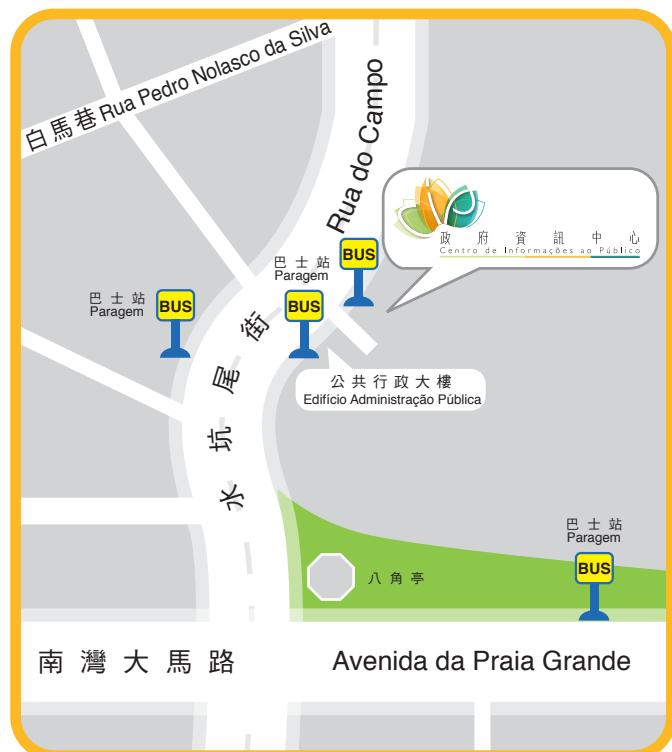 白馬巷 Rua Pedro Nolasco da Silva
Rua do Campo
政府資訊中心
Centro de Informações ao Público
巴士站
Paragem
BUS
BUS
巴士站
Paragem
BUS
水坑尾街
公共行政大樓
Edifício Administração Pública
巴士站
Paragem
BUS
八角亭
南灣大馬路 Avenida da Praia Grande